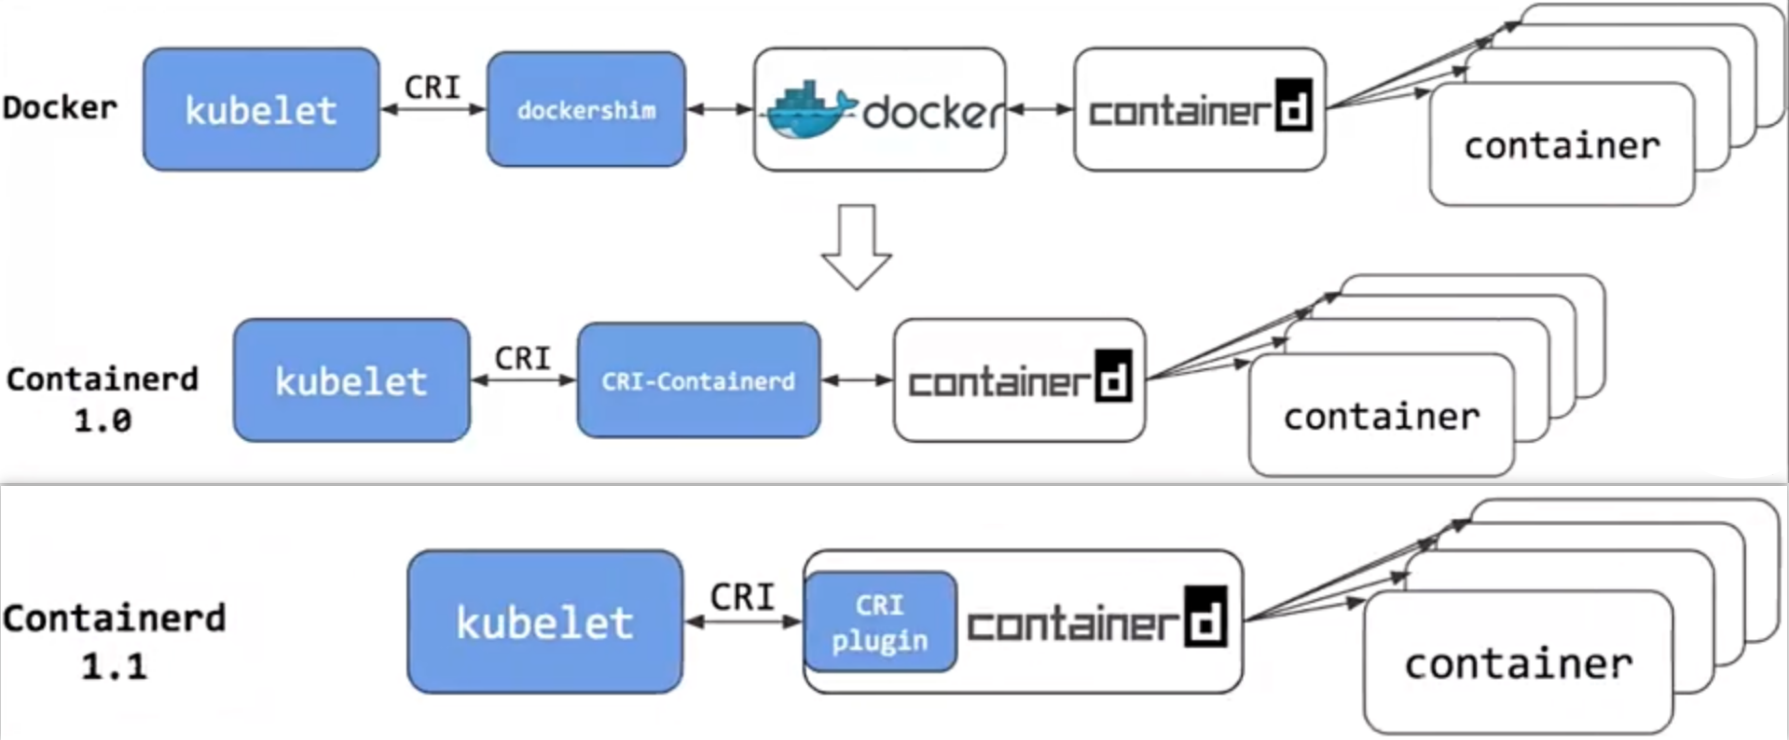 Docker
kubelet
CRI
dockershim
docker
containerd
container
Containerd
1.0
kubelet
CRI
CRI-Containerd
containerd
container
Containerd
1.1
kubelet
CRI
CRI
plugin
containerd
container